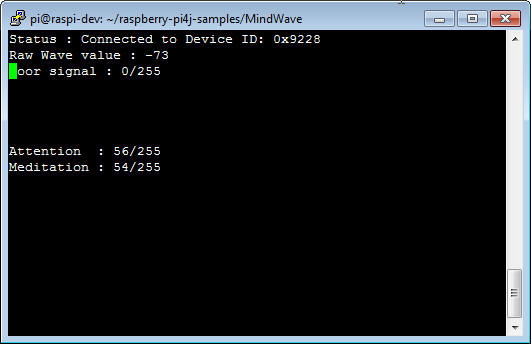 pi@raspi-dev: ~/raspberry-pi4j-samples/MindWave
Status : Connected to Device ID: 0x9228
Raw Wave value : -73
oor signal : 0/255
Attention  : 56/255
Meditation : 54/255